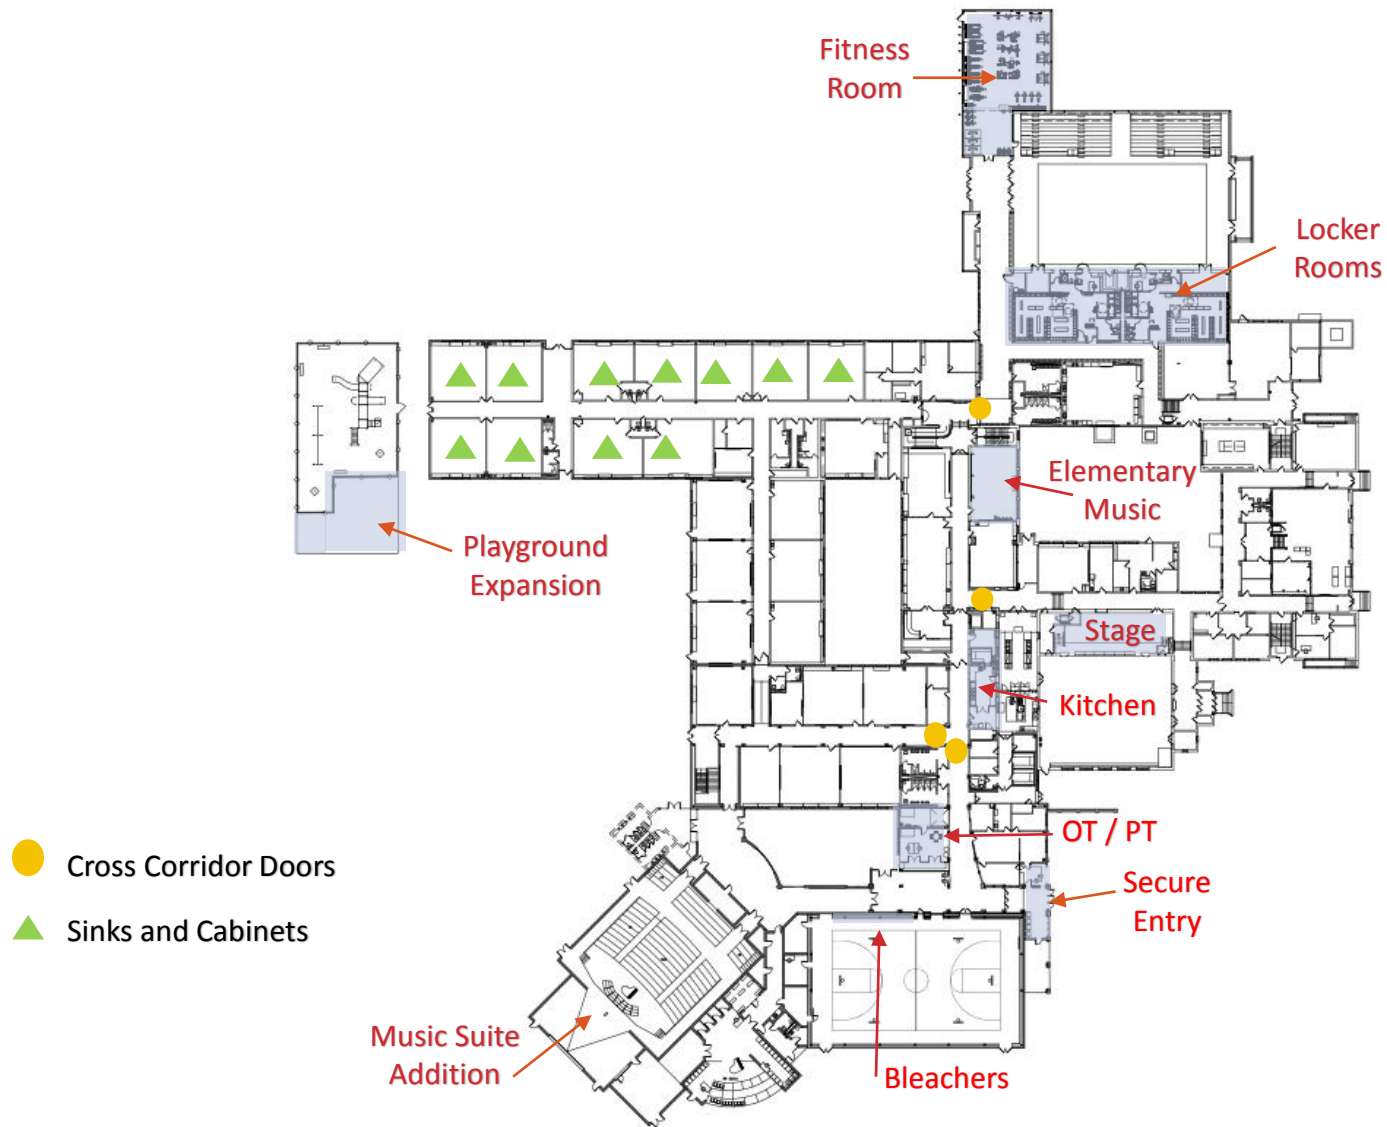 Fitness
Room
Locker
Rooms
Elementary
Music
Playground
Expansion
Stage
Kitchen
OT / PT
Cross Corridor Doors
Secure
Entry
Sinks and Cabinets
Music Suite
Addition
Bleachers